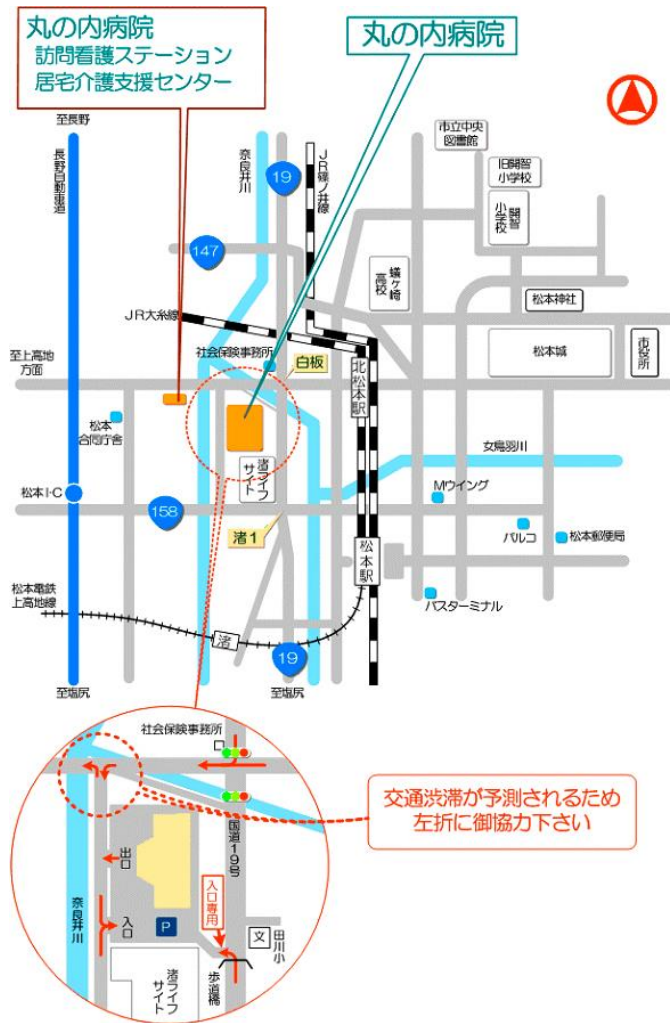 丸の内病院
訪問看護ステーション
居宅介護支援センター
丸の内病院
至長野
長野自動車道
奈良井川
19
JR篠ノ井線
市立中央
図書館
旧開智
小学校
開智
小学校
147
蟻ヶ崎
高校
松本神社
JR大糸線
松本城
市役所
至上高地
方面
社会保険事務所
白板
北松本駅
松本
合同庁舎
渚ライフ
サイト
女鳥羽川
松本I・C
158
Mウイング
渚1
パルコ
松本郵便局
松本駅
松本電鉄
上高地線
バスターミナル
渚
19
至塩尻
至塩尻
社会保険事務所
交通渋滞が予測されるため
左折に御協力下さい
国道19号
出口
入口専用
奈良井川
入口
P
文
田川小
渚ライフ
サイト
歩道橋